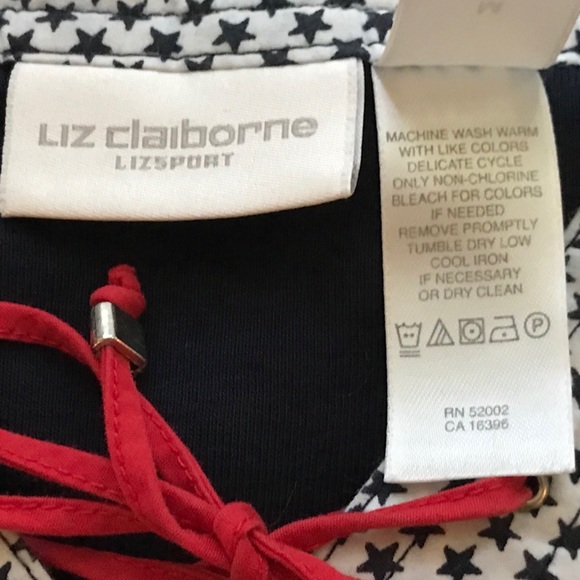 M
LIZ claiborne
LIZSPORT
MACHINE WASH WARM
WITH LIKE COLORS
DELICATE CYCLE
ONLY NON-CHLORINE
BLEACH FOR COLORS
IF NEEDED
REMOVE PROMPTLY
TUMBLE DRY LOW
COOL IRON
IF NECESSARY
OR DRY CLEAN
P
RN 52002
CA 16396